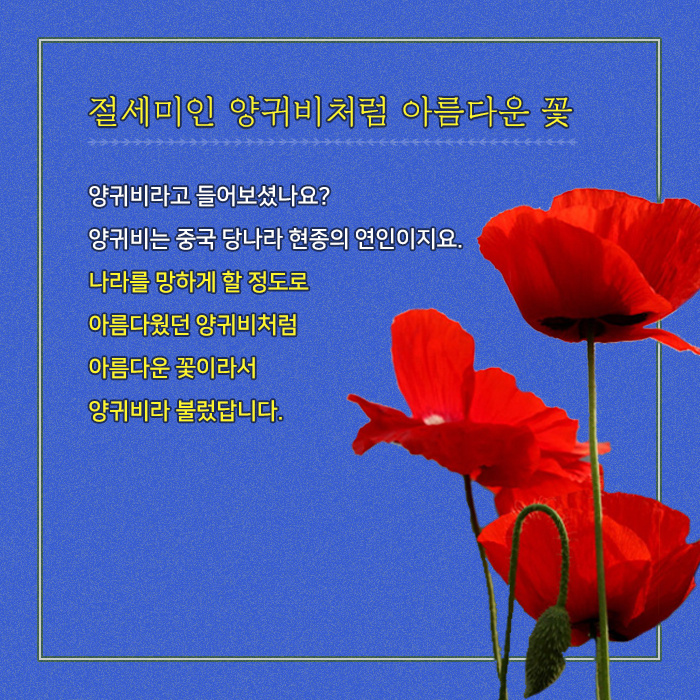 절세미인 양귀비처럼 아름다운 꽃
양귀비라고 들어보셨나요?
양귀비는 중국 당나라 현종의 연인이지요.
나라를 망하게 할 정도로
아름다웠던 양귀비처럼
아름다운 꽃이라서
양귀비라 불렀답니다.